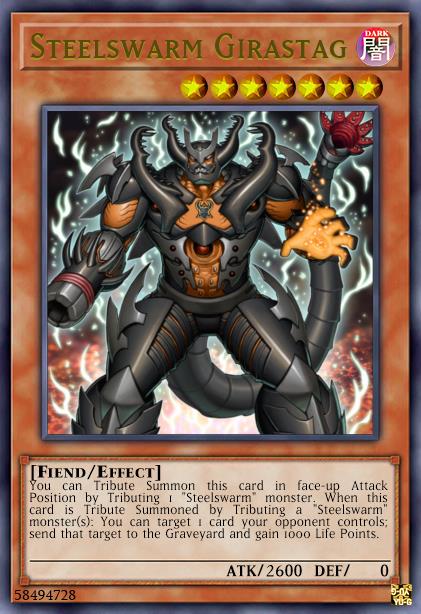 STEELSWARM GIRASTAG
DARK
闇
[FIEND/EFFECT]
You can Tribute Summon this card in face-up Attack
Position by Tributing 1 "Steelswarm" monster. When this
card is Tribute Summoned by Tributing a "Steelswarm"
monster(s): You can target 1 card your opponent controls;
send that target to the Graveyard and gain 1000 Life Points.
ATK/2600 DEF/ 0
58494728